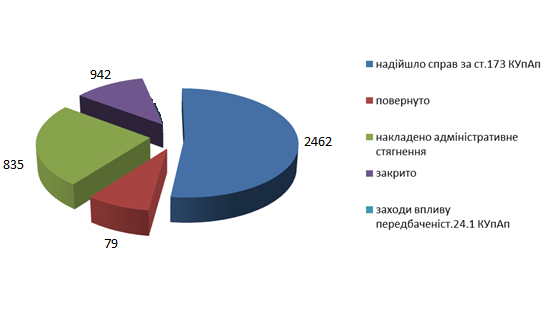 942
2462
835
79
надійшло справ за ст.173 КУпАп
повернуто
накладено адміністративне
стягнення
закрито
заходи впливу
передбаченіст.24.1 КУпАп